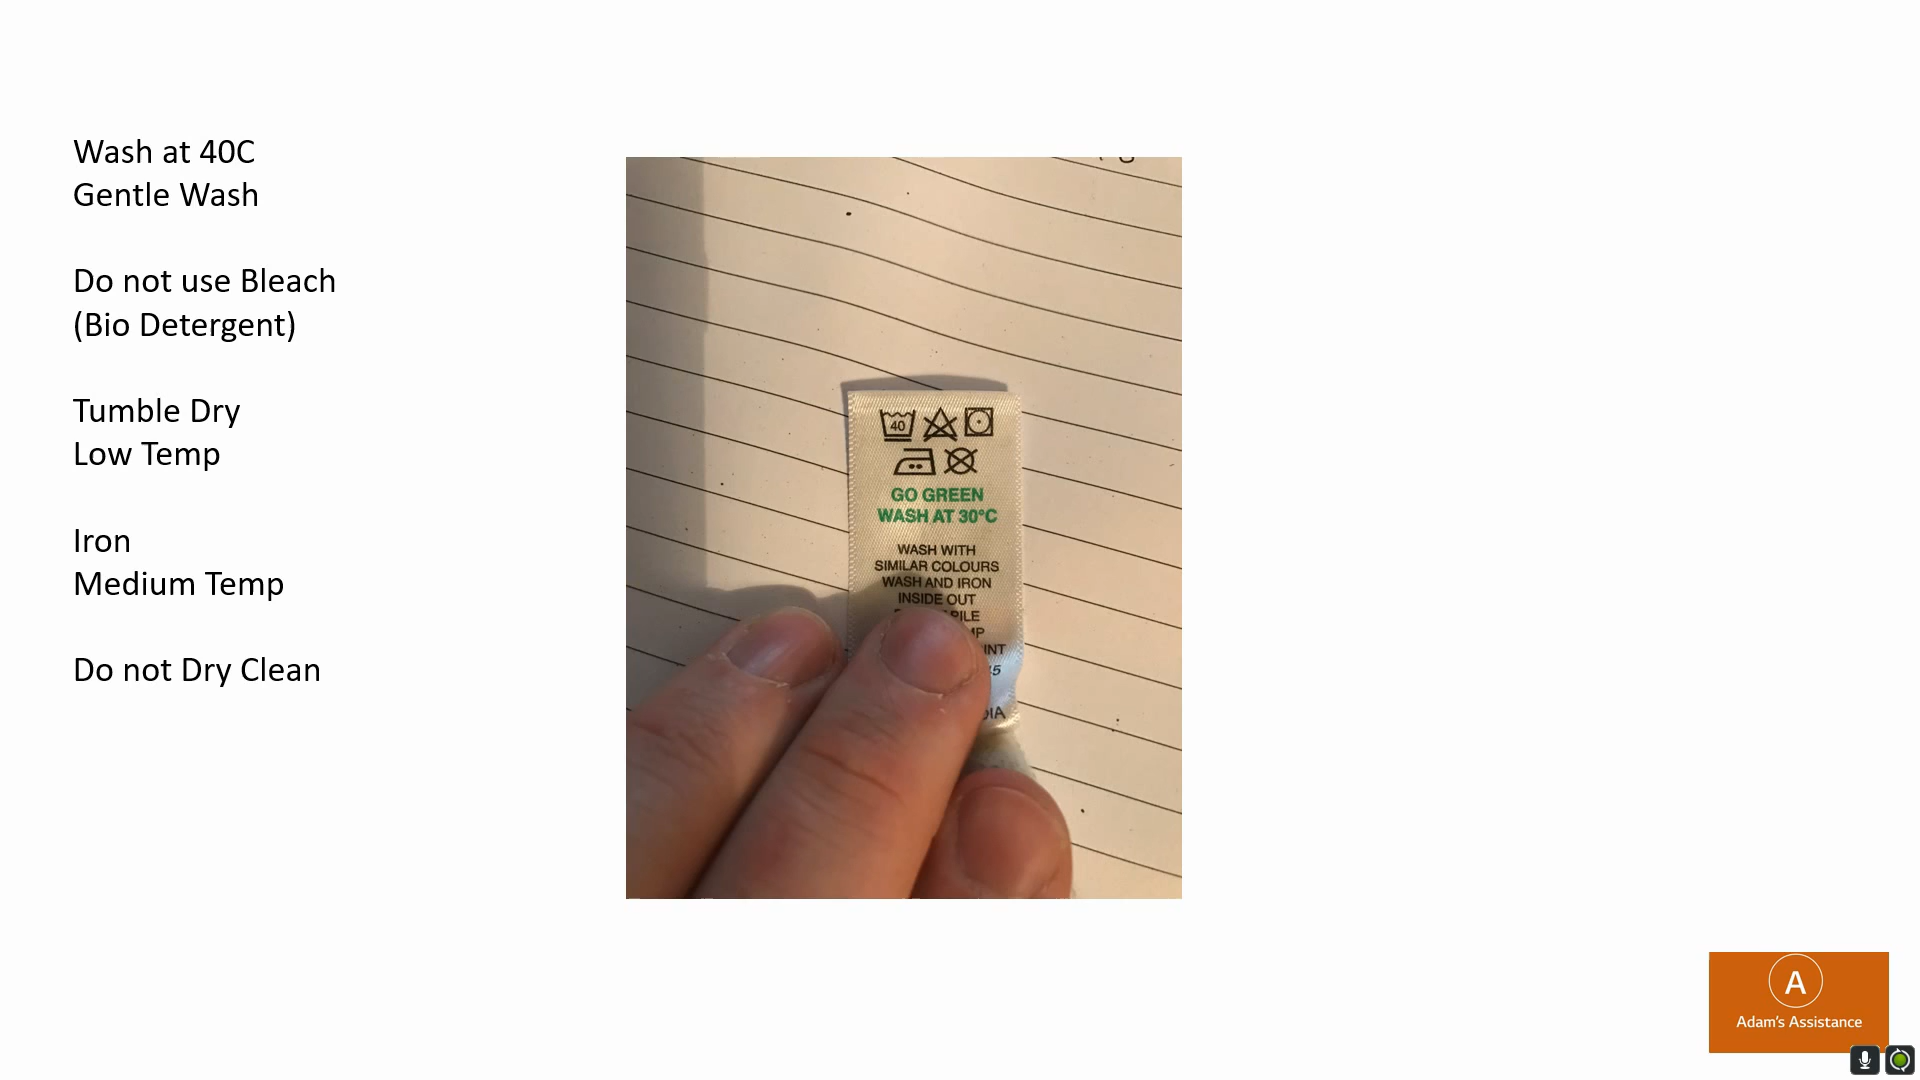 Wash at 40C
Gentle Wash
Do not use Bleach
(Bio Detergent)
Tumble Dry
Low Temp
Iron
Medium Temp
Do not Dry Clean
40
GO GREEN
WASH AT 30°C
WASH WITH
SIMILAR COLOURS
WASH AND IRON
INSIDE OUT
A
Adam's Assistance